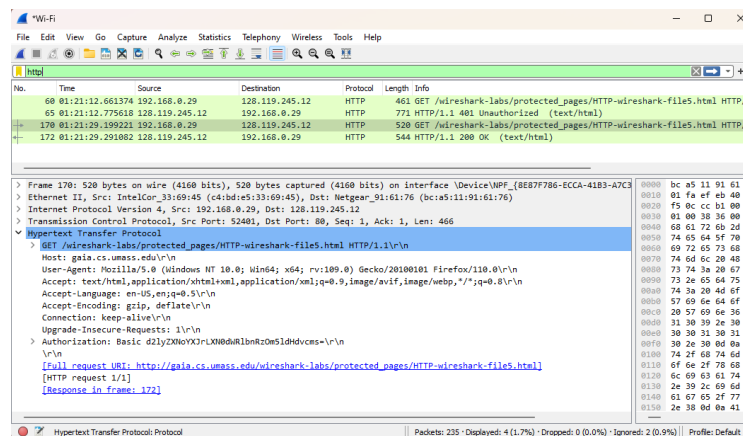 *Wi-Fi
File Edit View Go Capture Analyze Statistics Telephony Wireless Tools Help
http
No. Time Source Destination Protocol Length Info
60 01:21:12.661374 192.168.0.29 128.119.245.12 HTTP 461 GET /wireshark-labs/protected_pages/HTTP-wireshark-file5.html HTTP/
65 01:21:12.775618 128.119.245.12 192.168.0.29 HTTP 771 HTTP/1.1 401 Unauthorized (text/html)
170 01:21:29.199221 192.168.0.29 128.119.245.12 HTTP 520 GET /wireshark-labs/protected_pages/HTTP-wireshark-file5.html HTTP/
172 01:21:29.291082 128.119.245.12 192.168.0.29 HTTP 544 HTTP/1.1 200 OK (text/html)
Frame 170: 520 bytes on wire (4160 bits), 520 bytes captured (4160 bits) on interface \Device\NPF_{8E87F786-ECCA-41B3-A7C3
Ethernet II, Src: IntelCor_33:69:45 (c4:bd:e5:33:69:45), Dst: Netgear_91:61:76 (bc:a5:11:91:61:76)
Internet Protocol Version 4, Src: 192.168.0.29, Dst: 128.119.245.12
Transmission Control Protocol, Src Port: 52401, Dst Port: 80, Seq: 1, Ack: 1, Len: 466
Hypertext Transfer Protocol
GET /wireshark-labs/protected_pages/HTTP-wireshark-file5.html HTTP/1.1\r\n
Host: gaia.cs.umass.edu\r\n
User-Agent: Mozilla/5.0 (Windows NT 10.0; Win64; x64; rv:109.0) Gecko/20100101 Firefox/110.0\r\n
Accept: text/html,application/xhtml+xml,application/xml;q=0.9,image/avif,image/webp,*/*;q=0.8\r\n
Accept-Language: en-US,en;q=0.5\r\n
Accept-Encoding: gzip, deflate\r\n
Connection: keep-alive\r\n
Upgrade-Insecure-Requests: 1\r\n
Authorization: Basic d2lyZXNoYXJrLXN0dWRlbnRzOm5ldHdvcms=\r\n
\r\n
[Full request URI: http://gaia.cs.umass.edu/wireshark-labs/protected_pages/HTTP-wireshark-file5.html]
[HTTP request 1/1]
[Response in frame: 172]
0000 bc a5 11 91 61
0010 01 fa ef eb 40
0020 f5 0c cc b1 00
0030 01 00 38 36 00
0040 68 61 72 6b 2d
0050 74 65 64 5f 70
0060 69 72 65 73 68
0070 74 6d 6c 20 48
0080 73 74 3a 20 67
0090 73 2e 65 64 75
00a0 74 3a 20 4d 6f
00b0 57 69 6e 64 6f
00c0 20 57 69 6e 36
00d0 31 30 39 2e 30
00e0 30 30 31 30 31
00f0 30 2e 30 0d 0a
0100 74 2f 68 74 6d
0110 6f 6e 2f 78 68
0120 6c 69 63 61 74
0130 2e 39 2c 69 6d
0140 61 67 65 2f 77
0150 2e 38 0d 0a 41
Hypertext Transfer Protocol: Protocol
Packets: 235 · Displayed: 4 (1.7%) · Dropped: 0 (0.0%) · Ignored: 2 (0.9%)
Profile: Default